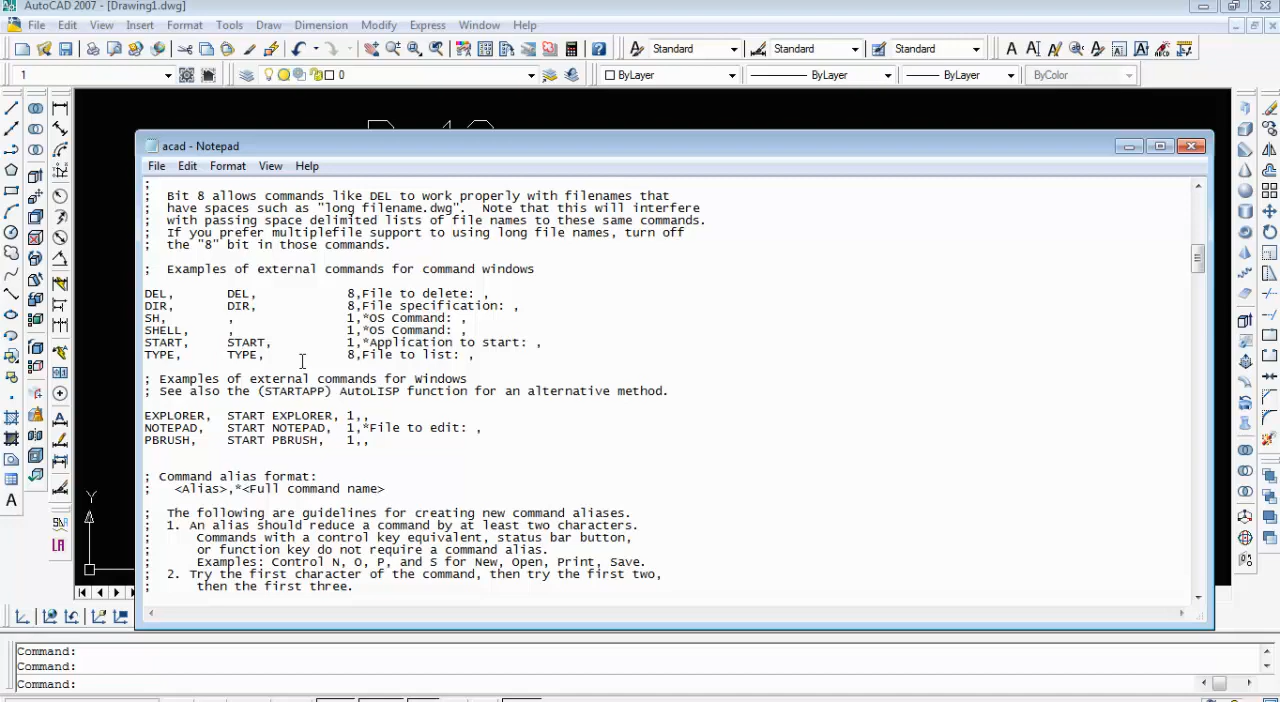 AutoCAD 2007 - [Drawing1.dwg]
File Edit View Insert Format Tools Draw Dimension Modify Express Window Help
Standard Standard Standard
1 0 ByLayer ByLayer ByLayer ByColor
acad - Notepad
File Edit Format View Help
;
;   Bit 8 allows commands like DEL to work properly with filenames that
;   have spaces such as "long filename.dwg".  Note that this will interfere
;   with passing space delimited lists of file names to these same commands.
;   If you prefer multiplefile support to using long file names, turn off
;   the "8" bit in those commands.
;  Examples of external commands for command windows
DEL,       DEL,            8,File to delete: ,
DIR,       DIR,            8,File specification: ,
SH,        ,               1,*OS Command: ,
SHELL,     ,               1,*OS Command: ,
START,     START,          1,*Application to start: ,
TYPE,      TYPE,           8,File to list: ,
; Examples of external commands for Windows
; See also the (STARTAPP) AutoLISP function for an alternative method.
EXPLORER,  START EXPLORER, 1,,
NOTEPAD,   START NOTEPAD,  1,*File to edit: ,
PBRUSH,    START PBRUSH,   1,,
; Command alias format:
;   <Alias>,*<Full command name>
;  The following are guidelines for creating new command aliases.
;  1. An alias should reduce a command by at least two characters.
;      Commands with a control key equivalent, status bar button,
;      or function key do not require a command alias.
;      Examples: Control N, O, P, and S for New, Open, Print, Save.
;  2. Try the first character of the command, then try the first two,
;      then the first three.
Y
Command:
Command:
Command: